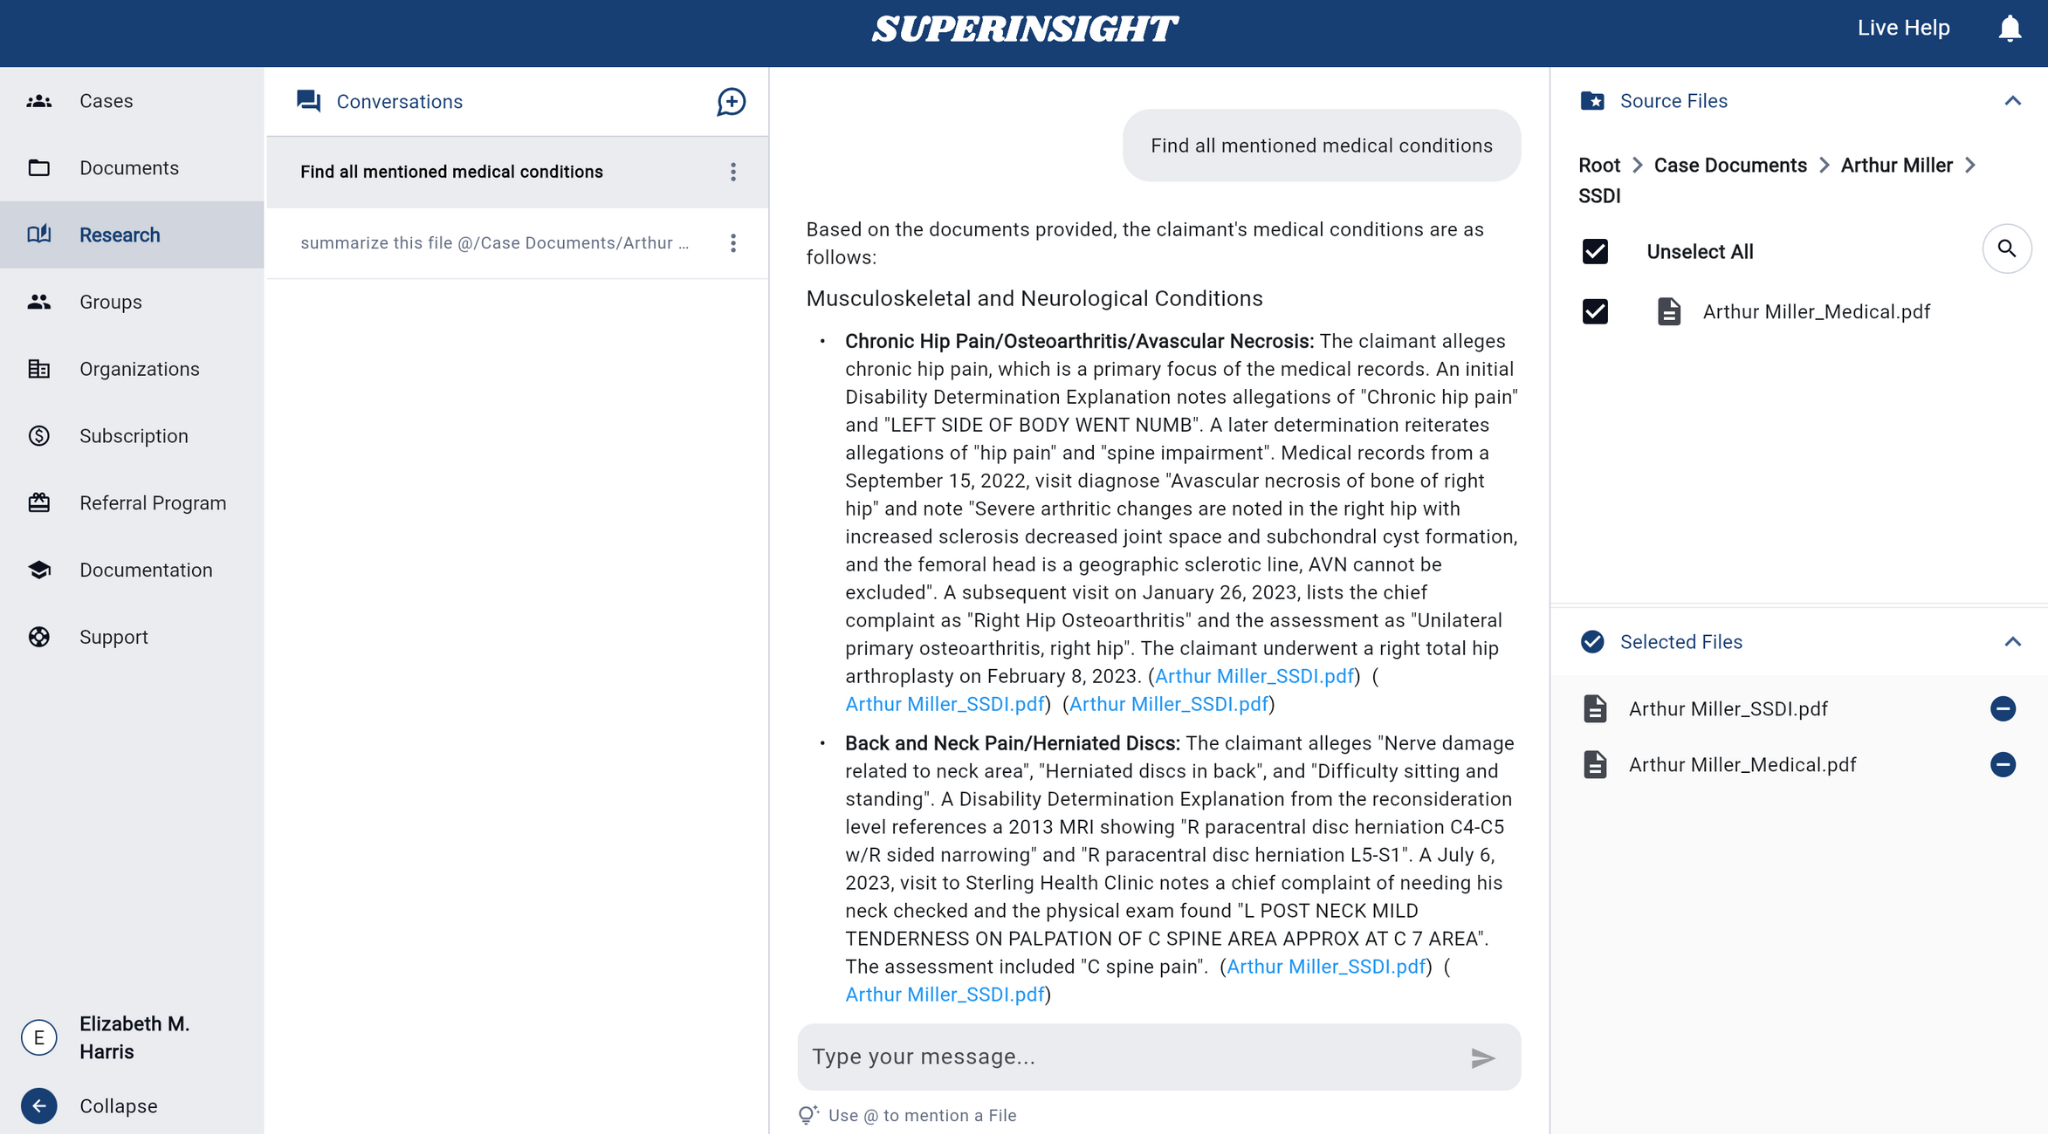 SUPERINSIGHT
Live Help
Cases
Documents
Research
Groups
Organizations
Subscription
Referral Program
Documentation
Support
E
Elizabeth M.
Harris
Collapse
Conversations
Find all mentioned medical conditions
summarize this file @/Case Documents/Arthur ...
Find all mentioned medical conditions
Based on the documents provided, the claimant's medical conditions are as
follows:
Musculoskeletal and Neurological Conditions
• Chronic Hip Pain/Osteoarthritis/Avascular Necrosis: The claimant alleges
chronic hip pain, which is a primary focus of the medical records. An initial
Disability Determination Explanation notes allegations of "Chronic hip pain"
and "LEFT SIDE OF BODY WENT NUMB". A later determination reiterates
allegations of "hip pain" and "spine impairment". Medical records from a
September 15, 2022, visit diagnose "Avascular necrosis of bone of right
hip" and note "Severe arthritic changes are noted in the right hip with
increased sclerosis decreased joint space and subchondral cyst formation,
and the femoral head is a geographic sclerotic line, AVN cannot be
excluded". A subsequent visit on January 26, 2023, lists the chief
complaint as "Right Hip Osteoarthritis" and the assessment as "Unilateral
primary osteoarthritis, right hip". The claimant underwent a right total hip
arthroplasty on February 8, 2023. (Arthur Miller_SSDI.pdf) (
Arthur Miller_SSDI.pdf) (Arthur Miller_SSDI.pdf)
• Back and Neck Pain/Herniated Discs: The claimant alleges "Nerve damage
related to neck area", "Herniated discs in back", and "Difficulty sitting and
standing". A Disability Determination Explanation from the reconsideration
level references a 2013 MRI showing "R paracentral disc herniation C4-C5
w/R sided narrowing" and "R paracentral disc herniation L5-S1". A July 6,
2023, visit to Sterling Health Clinic notes a chief complaint of needing his
neck checked and the physical exam found "L POST NECK MILD
TENDERNESS ON PALPATION OF C SPINE AREA APPROX AT C 7 AREA".
The assessment included "C spine pain". (Arthur Miller_SSDI.pdf) (
Arthur Miller_SSDI.pdf)
Type your message...
Use @ to mention a File
Source Files
Root > Case Documents > Arthur Miller >
SSDI
Unselect All
Arthur Miller_Medical.pdf
Selected Files
Arthur Miller_SSDI.pdf
Arthur Miller_Medical.pdf